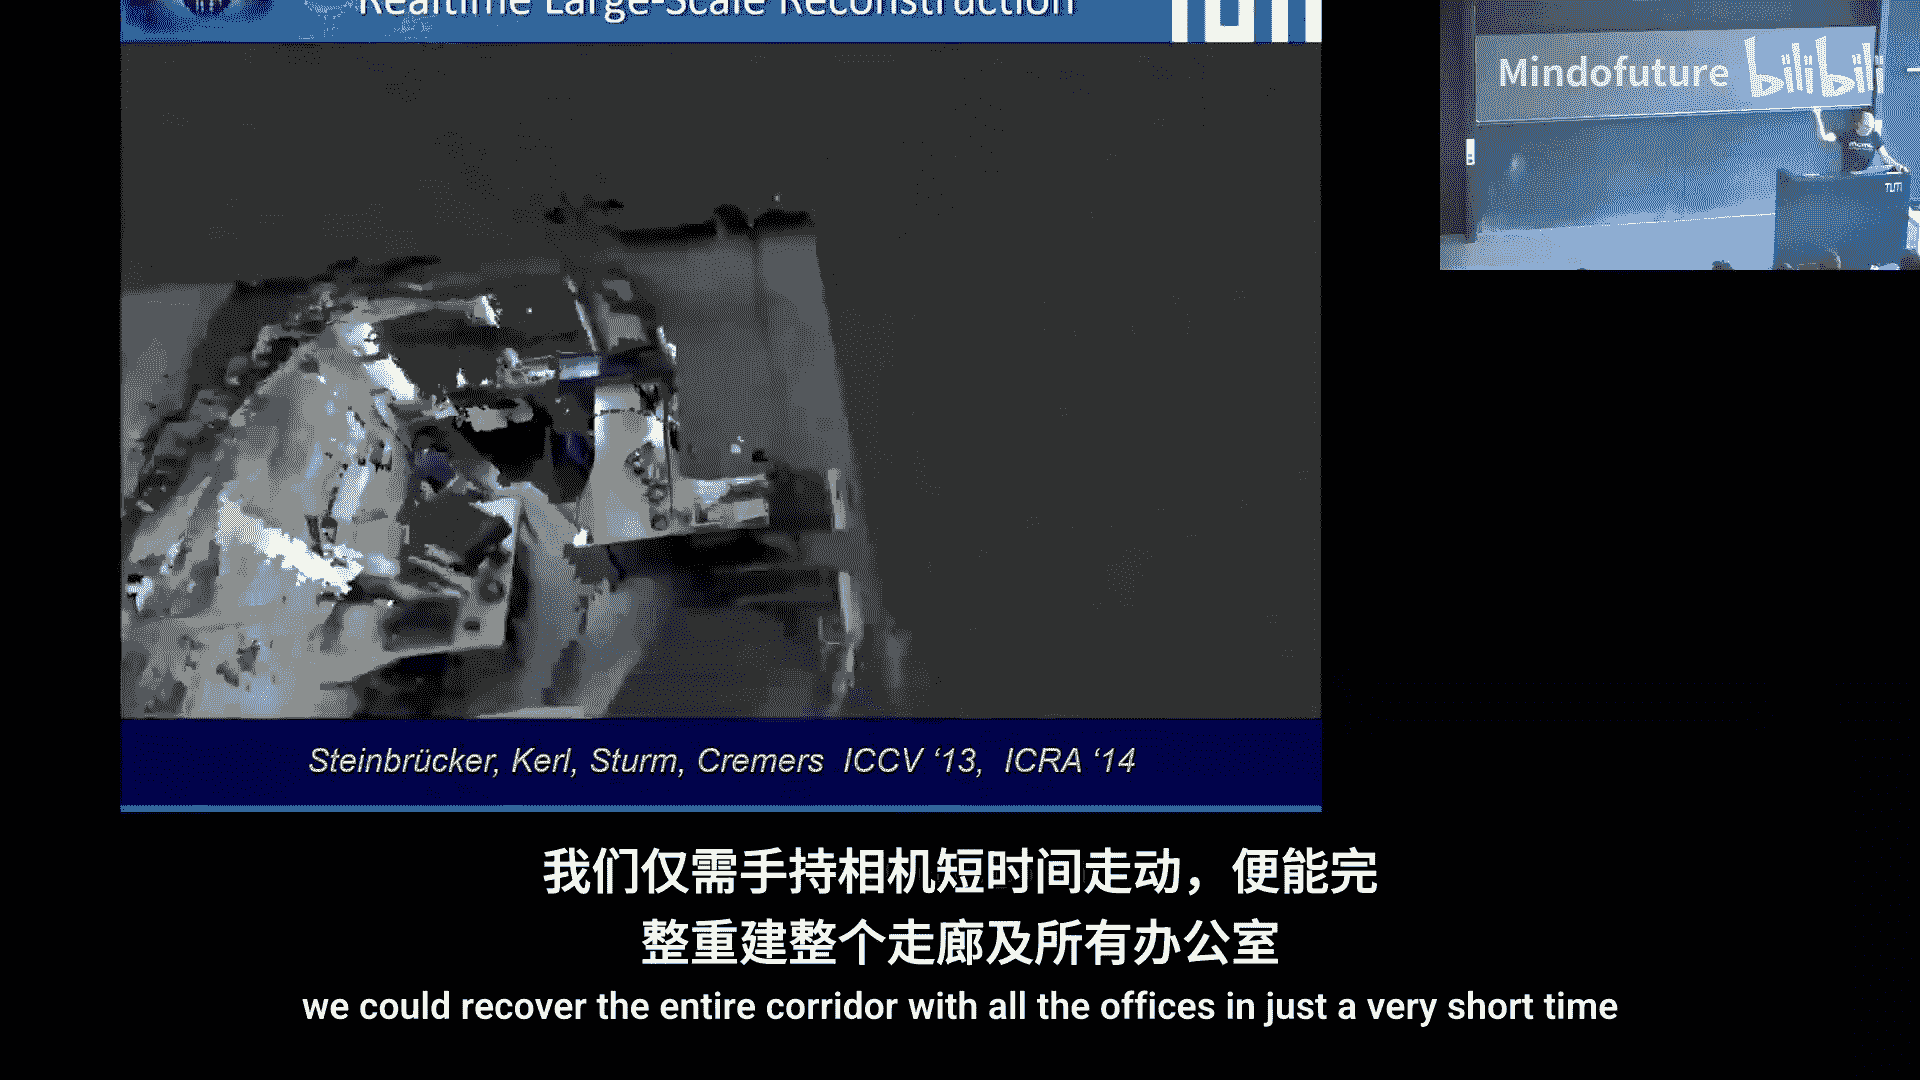 Realtime Large-Scale Reconstruction
TUM
Mindofuture bilibili
TUM
Steinbrücker, Kerl, Sturm, Cremers ICCV ‘13, ICRA ‘14
我们仅需手持相机短时间走动，便能完
整重建整个走廊及所有办公室
we could recover the entire corridor with all the offices in just a very short time